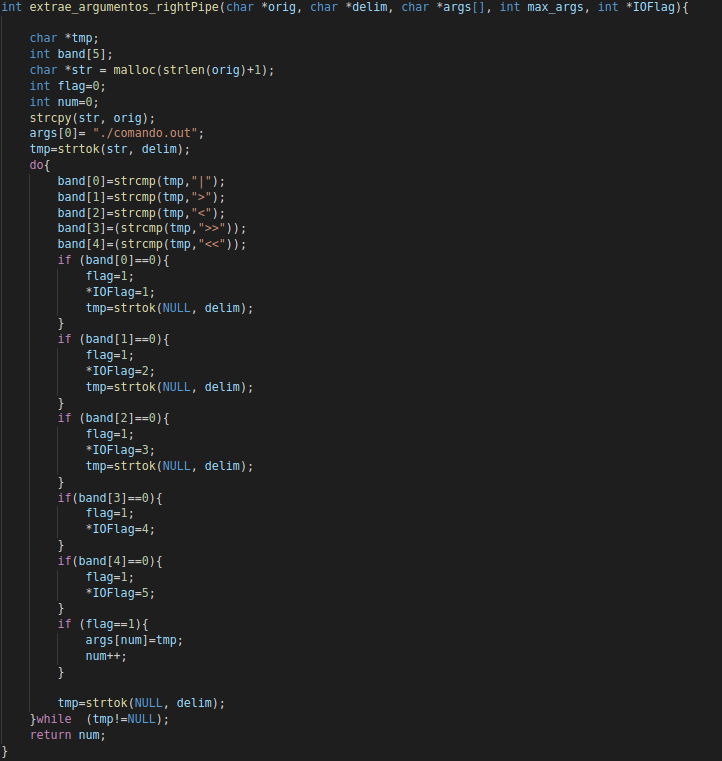 int extrae_argumentos_rightPipe(char *orig, char *delim, char *args[], int max_args, int *IOFlag){
    char *tmp;
    int band[5];
    char *str = malloc(strlen(orig)+1);
    int flag=0;
    int num=0;
    strcpy(str, orig);
    args[0]= "./comando.out";
    tmp=strtok(str, delim);
    do{
        band[0]=strcmp(tmp,"|");
        band[1]=strcmp(tmp,">");
        band[2]=strcmp(tmp,"<");
        band[3]=(strcmp(tmp,">>"));
        band[4]=(strcmp(tmp,"<<"));
        if (band[0]==0){
            flag=1;
            *IOFlag=1;
            tmp=strtok(NULL, delim);
        }
        if (band[1]==0){
            flag=1;
            *IOFlag=2;
            tmp=strtok(NULL, delim);
        }
        if (band[2]==0){
            flag=1;
            *IOFlag=3;
            tmp=strtok(NULL, delim);
        }
        if(band[3]==0){
            flag=1;
            *IOFlag=4;
        }
        if(band[4]==0){
            flag=1;
            *IOFlag=5;
        }
        if (flag==1){
            args[num]=tmp;
            num++;
        }
        tmp=strtok(NULL, delim);
    }while  (tmp!=NULL);
    return num;
}